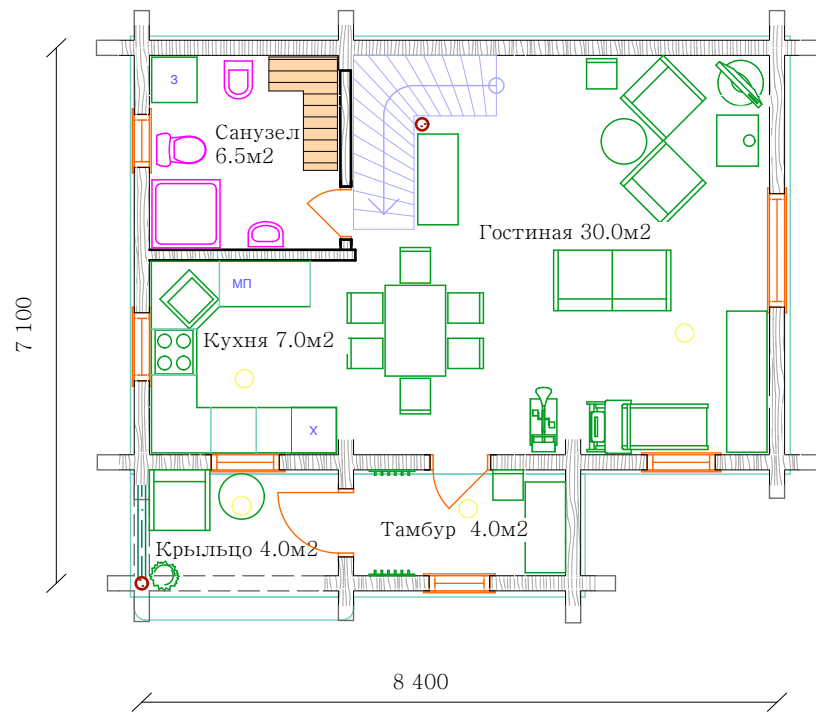 З
Санузел
6.5м2
Гостиная 30.0м2
МП
Кухня 7.0м2
7 100
Х
Тамбур 4.0м2
Крыльцо 4.0м2
8 400